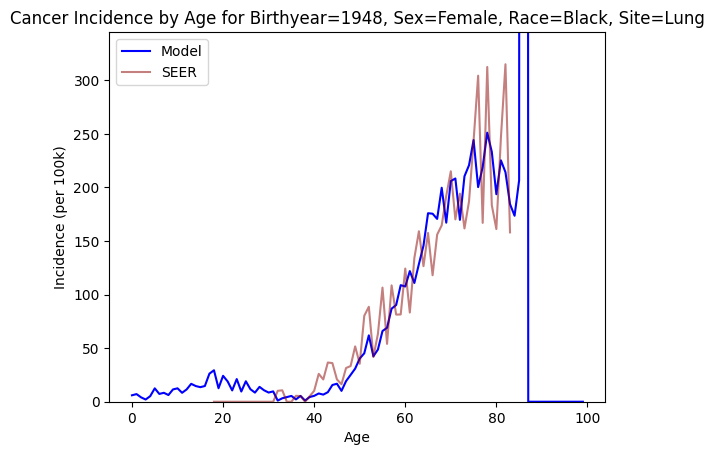 Cancer Incidence by Age for Birthyear=1948, Sex=Female, Race=Black, Site=Lung
Model
SEER
Incidence (per 100k)
300
250
200
150
100
50
0
0 20 40 60 80 100
Age